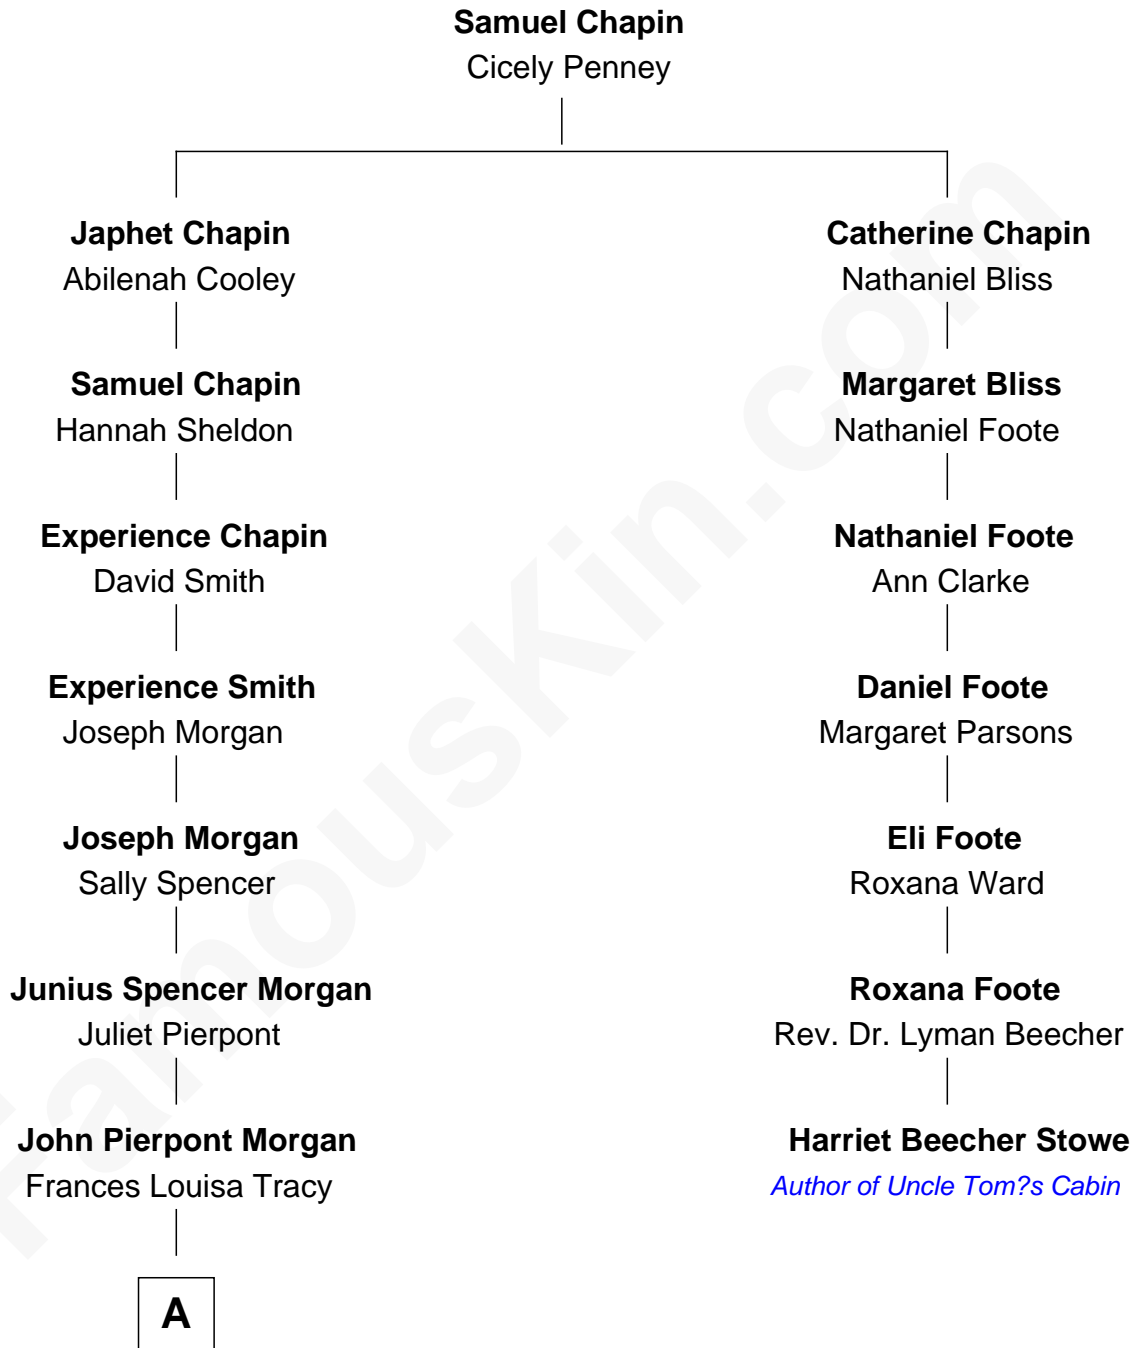 Samuel Chapin
Cicely Penney
Japhet Chapin
Abilenah Cooley
Catherine Chapin
Nathaniel Bliss
Samuel Chapin
Hannah Sheldon
Margaret Bliss
Nathaniel Foote
Experience Chapin
David Smith
Nathaniel Foote
Ann Clarke
Experience Smith
Joseph Morgan
Daniel Foote
Margaret Parsons
Joseph Morgan
Sally Spencer
Eli Foote
Roxana Ward
Junius Spencer Morgan
Juliet Pierpont
Roxana Foote
Rev. Dr. Lyman Beecher
John Pierpont Morgan
Frances Louisa Tracy
Harriet Beecher Stowe
Author of Uncle Tom?s Cabin
A
FamousKin.com